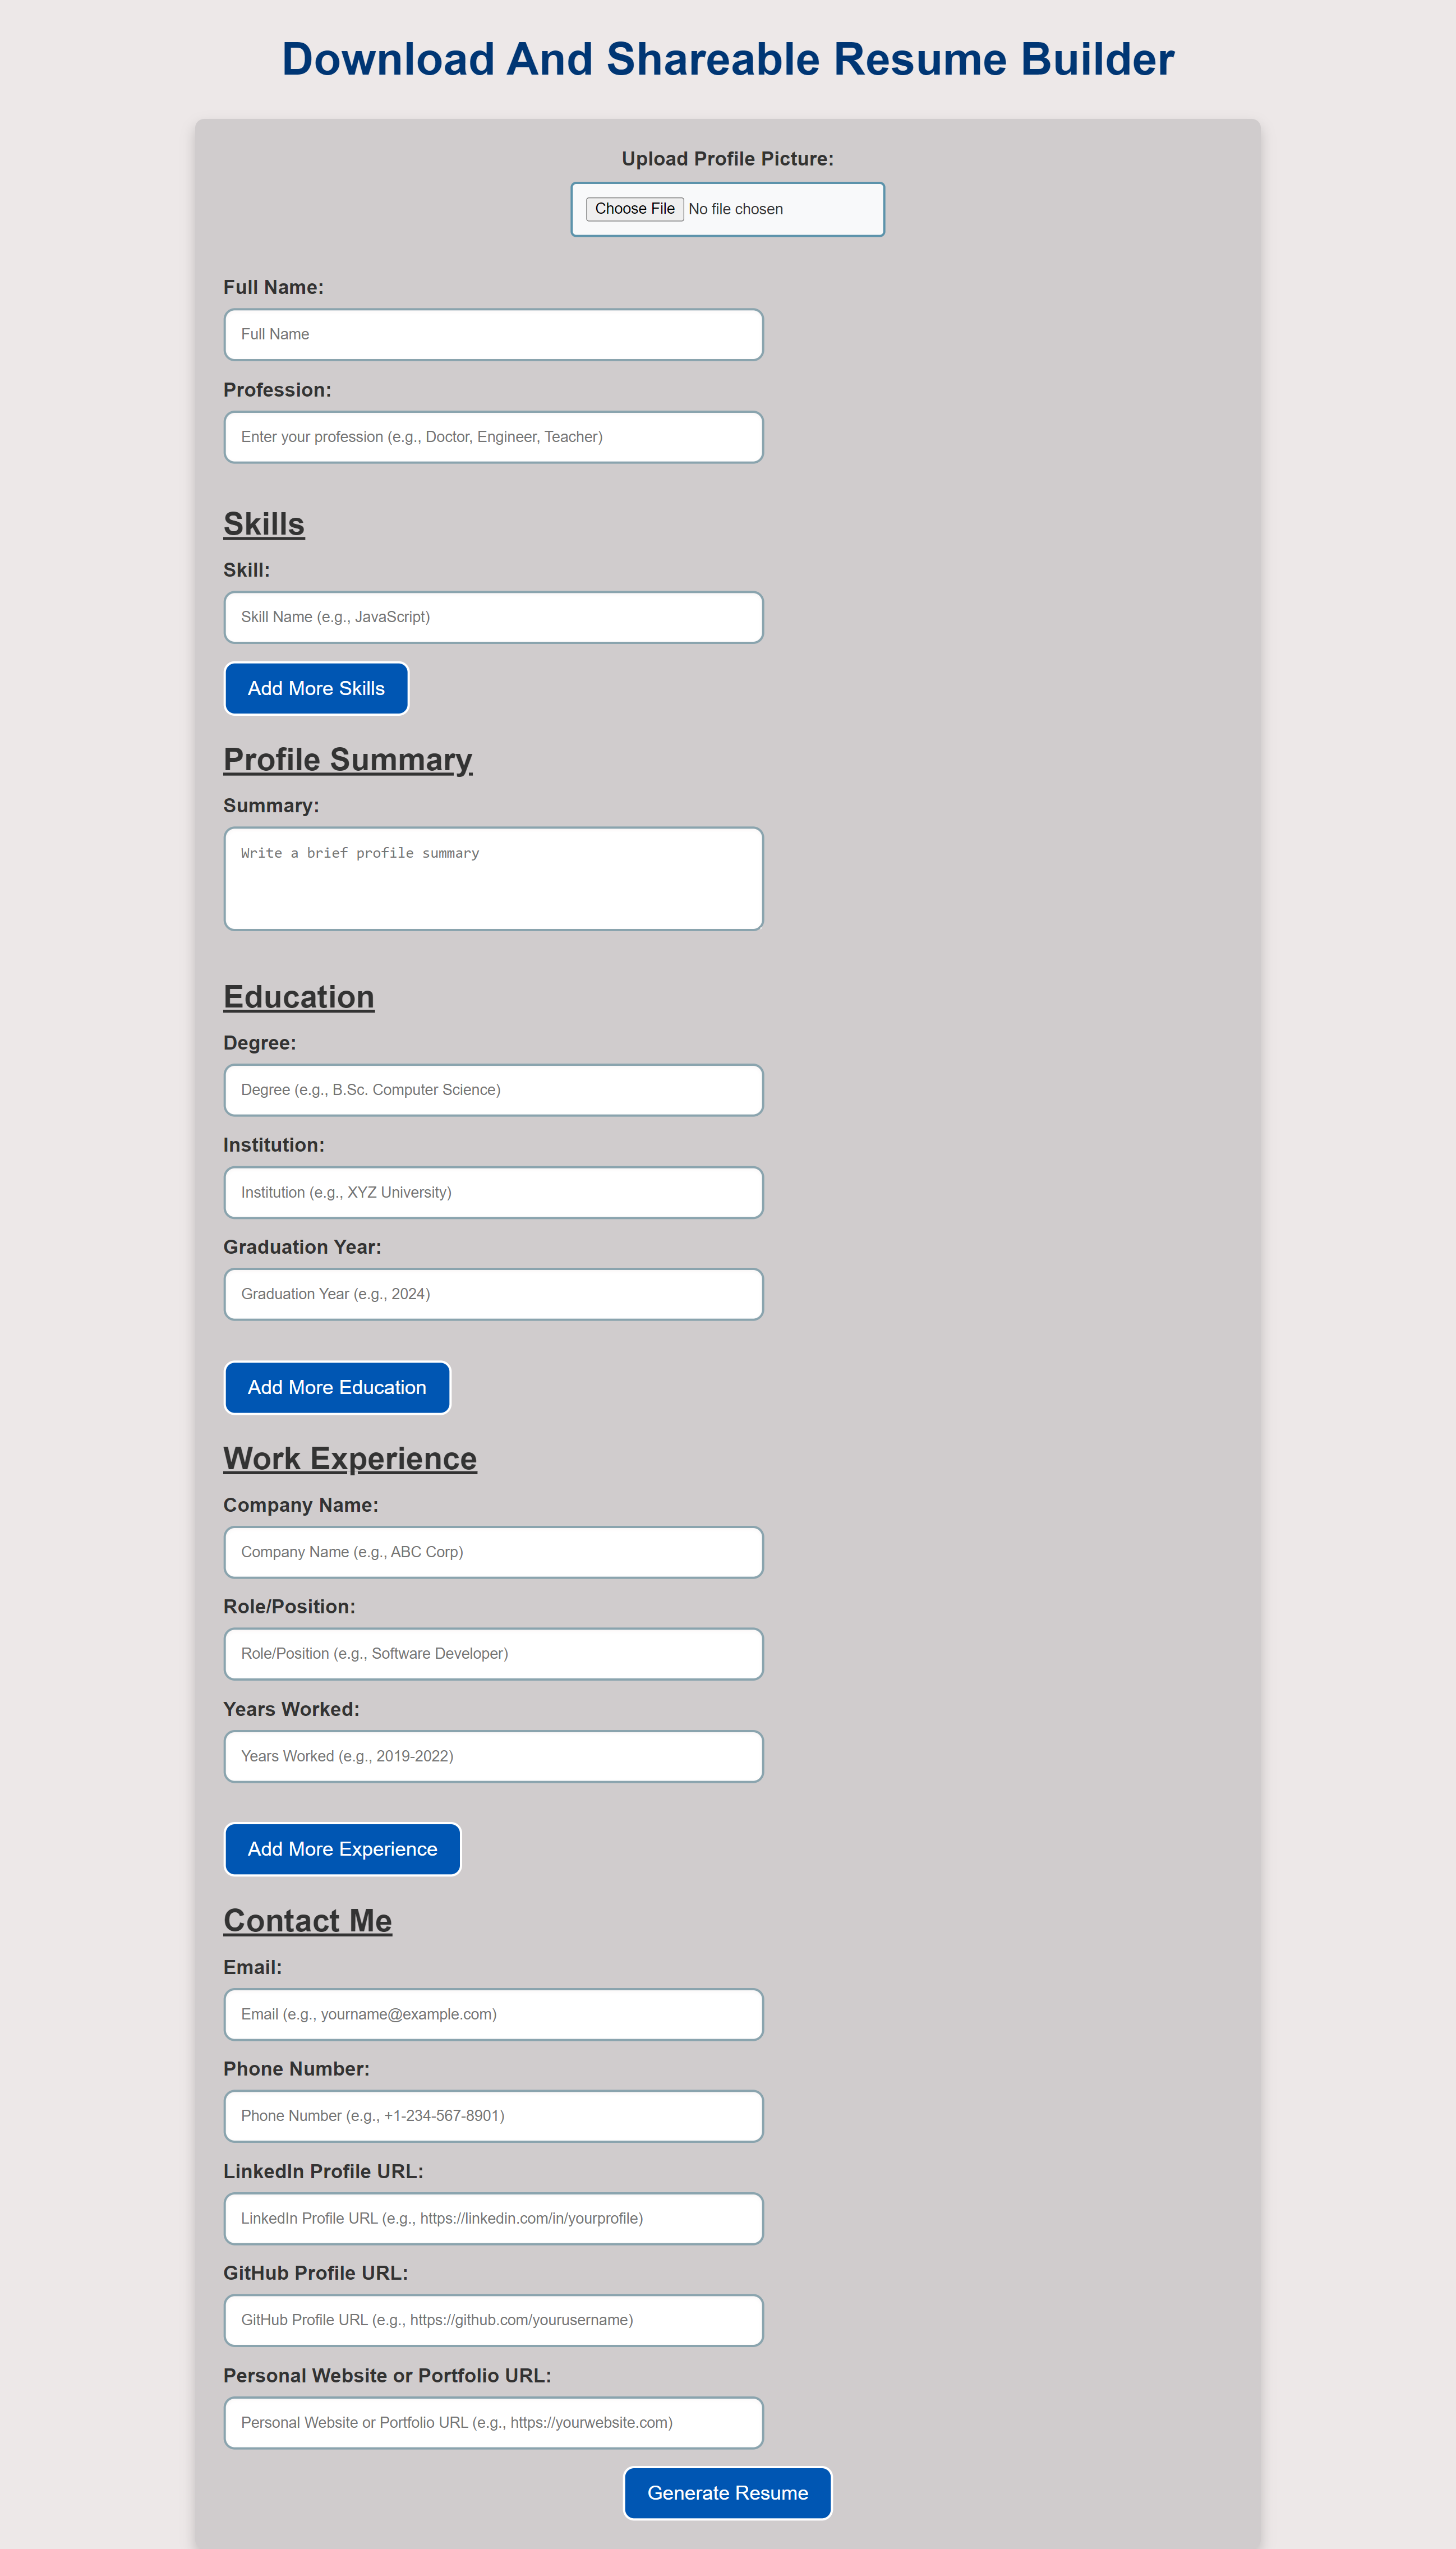 Download And Shareable Resume Builder
Upload Profile Picture:
Choose File No file chosen
Full Name:
Full Name
Profession:
Enter your profession (e.g., Doctor, Engineer, Teacher)
Skills
Skill:
Skill Name (e.g., JavaScript)
Add More Skills
Profile Summary
Summary:
Write a brief profile summary
Education
Degree:
Degree (e.g., B.Sc. Computer Science)
Institution:
Institution (e.g., XYZ University)
Graduation Year:
Graduation Year (e.g., 2024)
Add More Education
Work Experience
Company Name:
Company Name (e.g., ABC Corp)
Role/Position:
Role/Position (e.g., Software Developer)
Years Worked:
Years Worked (e.g., 2019-2022)
Add More Experience
Contact Me
Email:
Email (e.g., yourname@example.com)
Phone Number:
Phone Number (e.g., +1-234-567-8901)
LinkedIn Profile URL:
LinkedIn Profile URL (e.g., https://linkedin.com/in/yourprofile)
GitHub Profile URL:
GitHub Profile URL (e.g., https://github.com/yourusername)
Personal Website or Portfolio URL:
Personal Website or Portfolio URL (e.g., https://yourwebsite.com)
Generate Resume